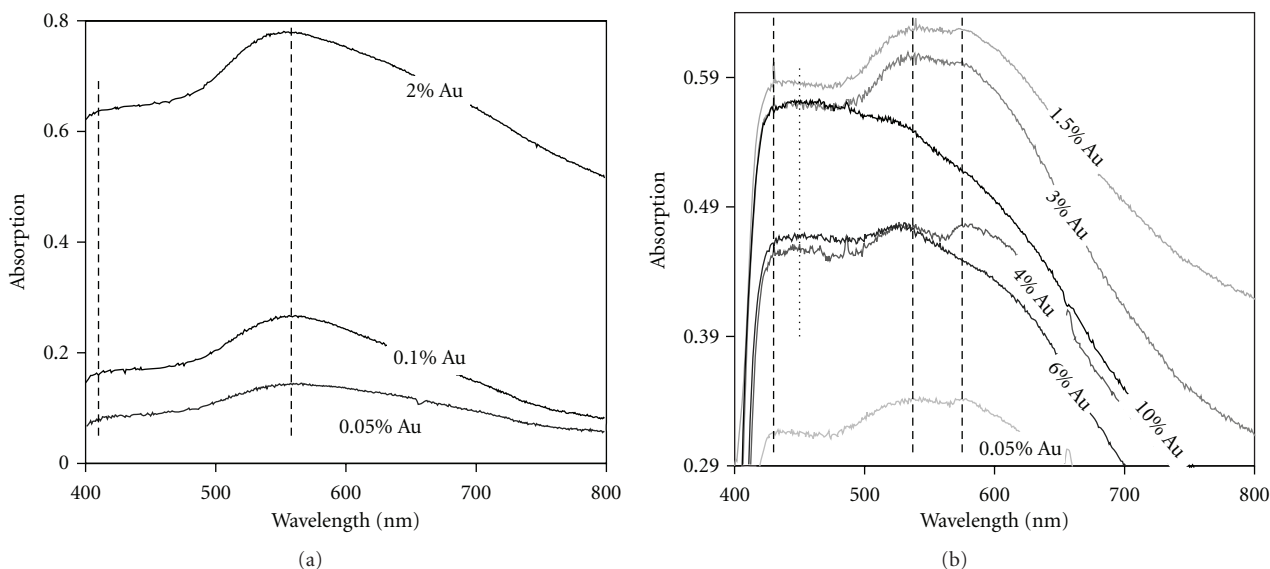 0.8
0.6
0.4
0.2
0
Absorption
2% Au
0.1% Au
0.05% Au
400 500 600 700 800
Wavelength (nm)
(a)
0.59
0.49
0.39
0.29
Absorption
1.5% Au
3% Au
4% Au
6% Au
10% Au
0.05% Au
400 500 600 700 800
Wavelength (nm)
(b)